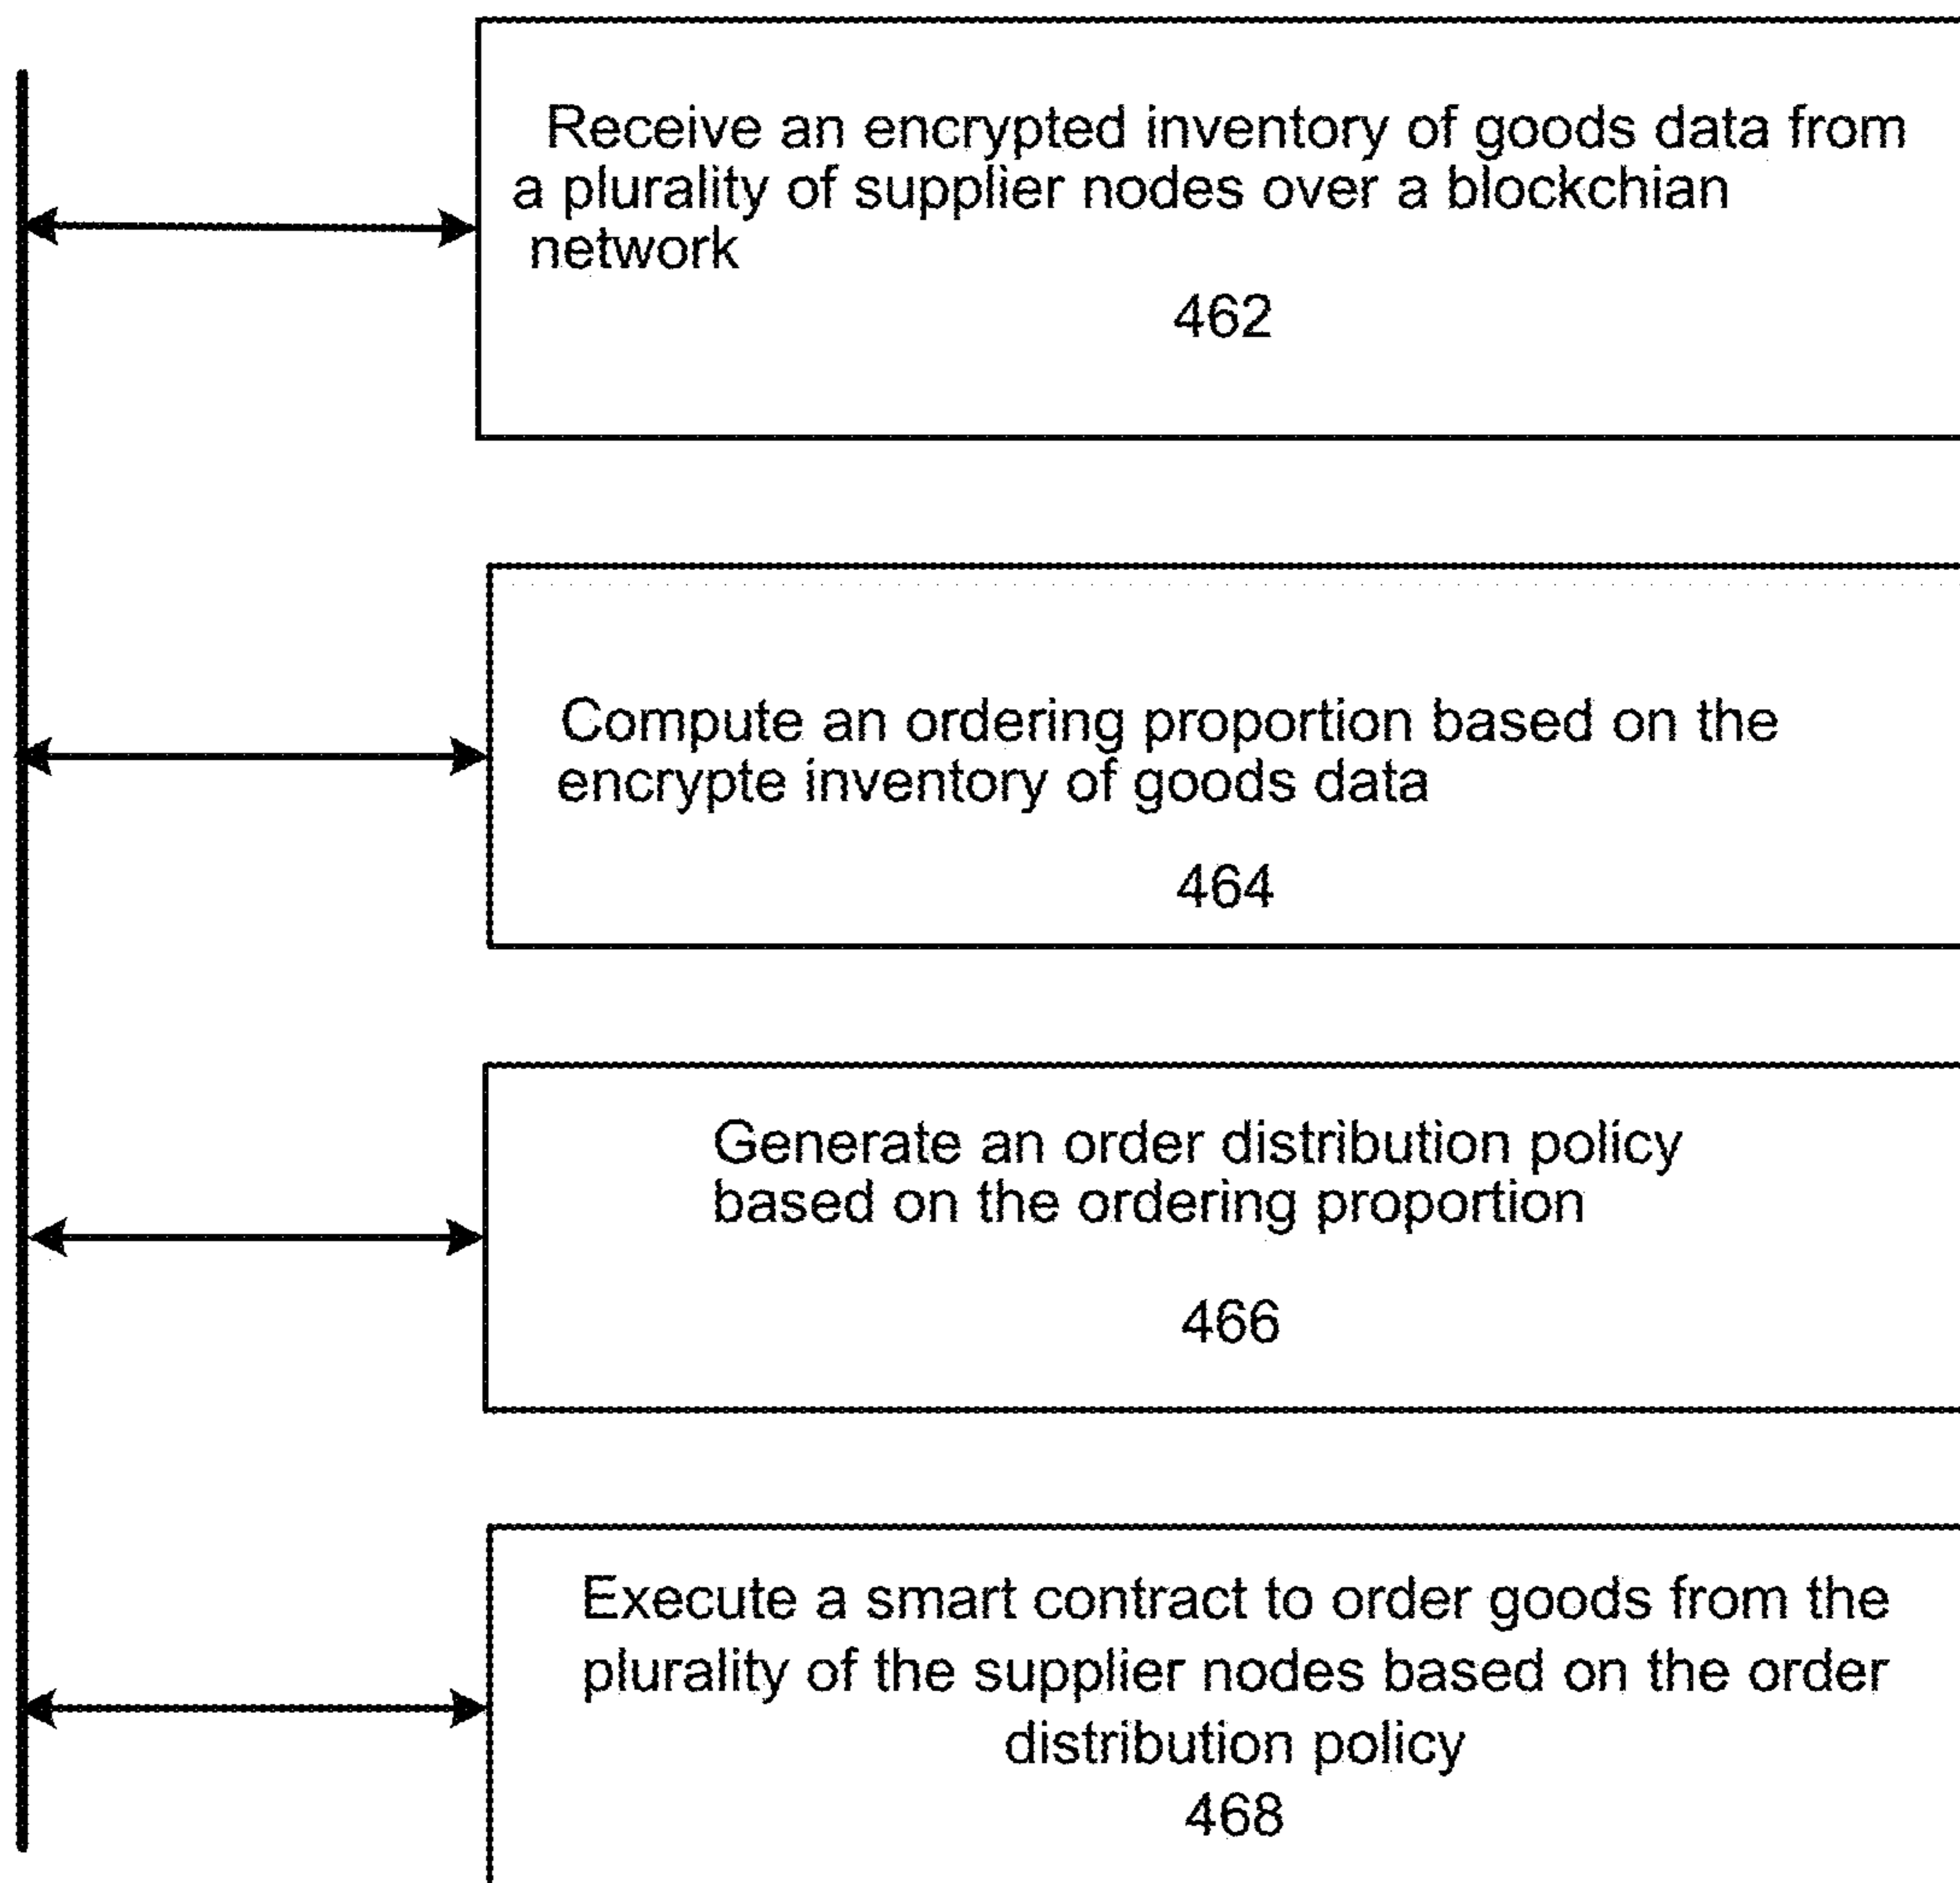 Receive an encrypted inventory of goods data from
a plurality of supplier nodes over a blockchian
network
462
Compute an ordering proportion based on the
encrypte inventory of goods data
464
Generate an order distribution policy
based on the ordering proportion
466
Execute a smart contract to order goods from the
plurality of the supplier nodes based on the order
distribution policy
468